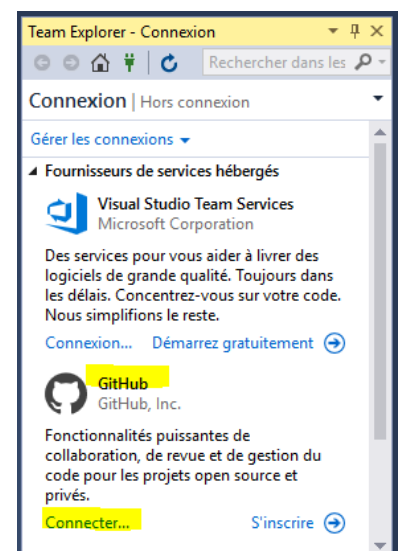 Team Explorer - Connexion
Rechercher dans les
Connexion | Hors connexion
Gérer les connexions
Fournisseurs de services hébergés
Visual Studio Team Services
Microsoft Corporation
Des services pour vous aider à livrer des
logiciels de grande qualité. Toujours dans
les délais. Concentrez-vous sur votre code.
Nous simplifions le reste.
Connexion... Démarrez gratuitement
GitHub
GitHub, Inc.
Fonctionnalités puissantes de
collaboration, de revue et de gestion du
code pour les projets open source et
privés.
Connecter... S'inscrire